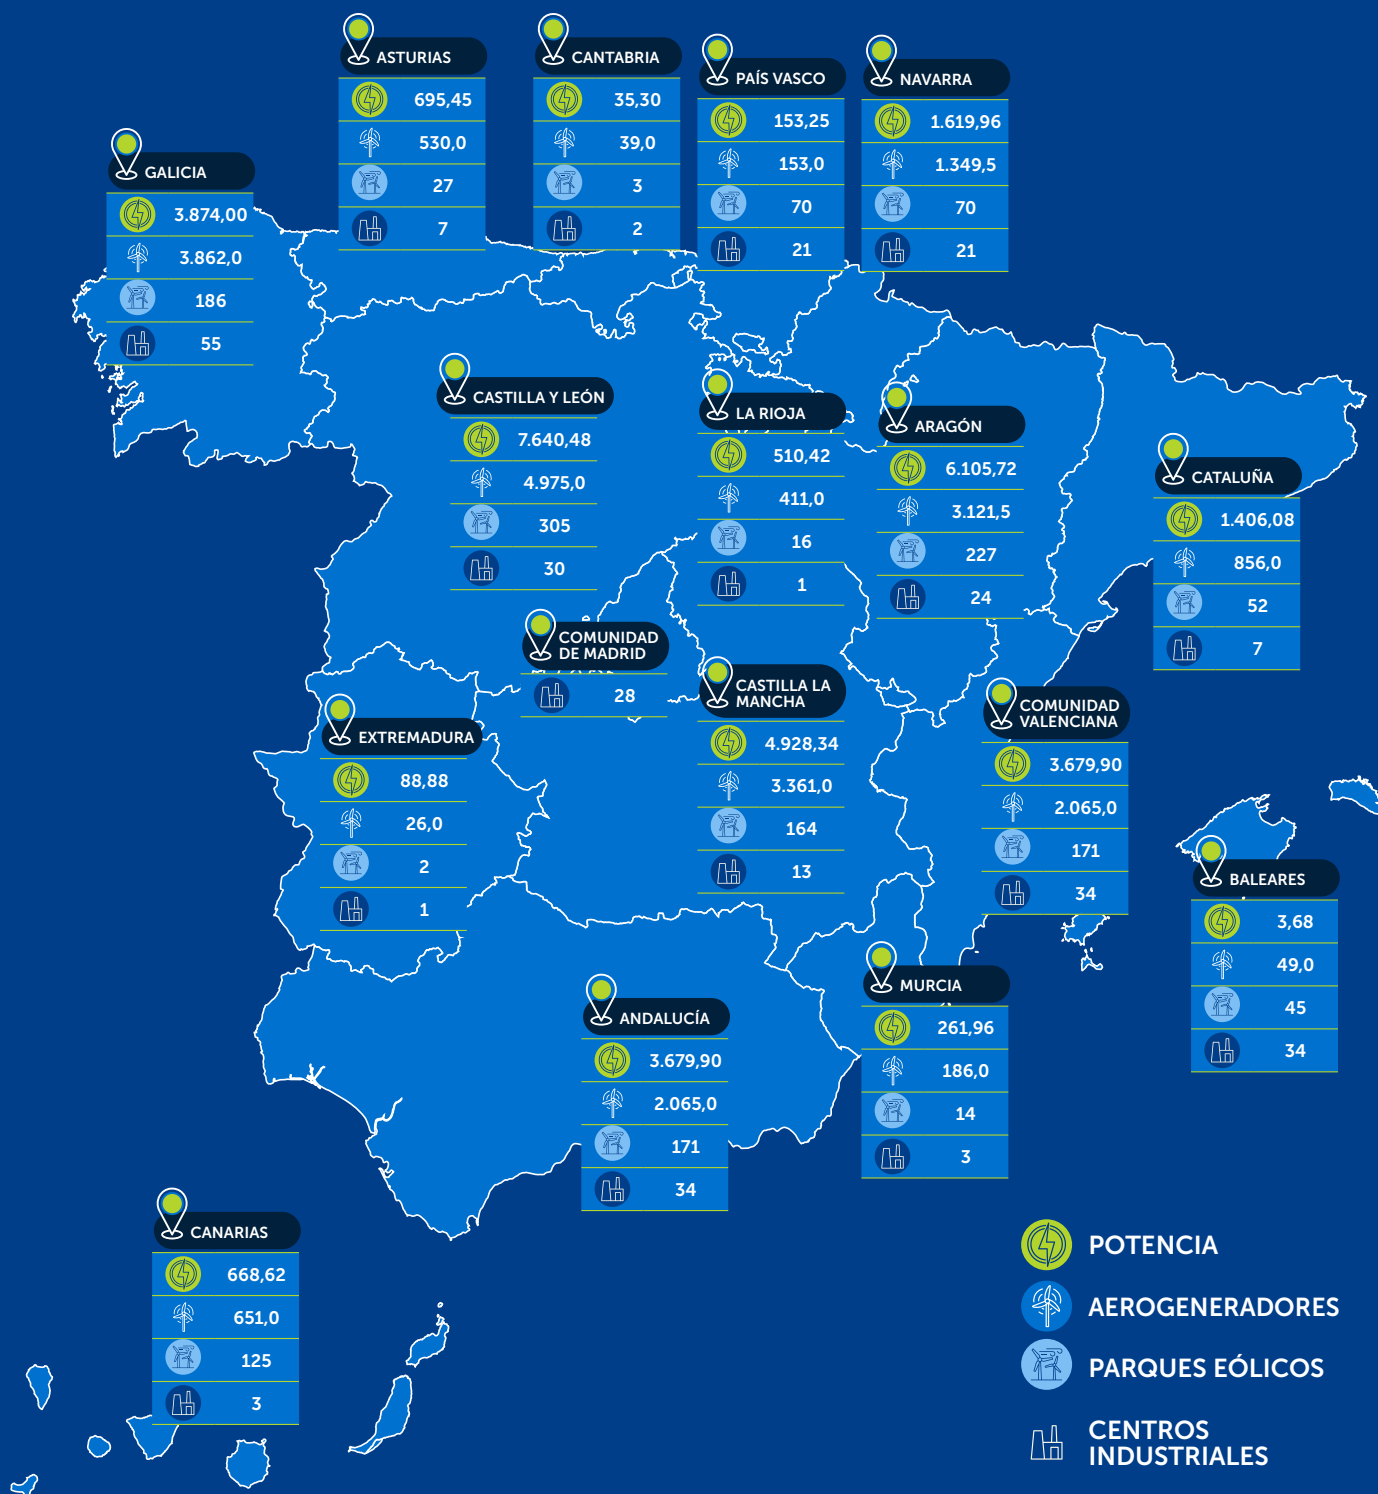 ASTURIAS
695,45
530,0
27
7
CANTABRIA
35,30
39,0
3
2
PAÍS VASCO
153,25
153,0
70
21
NAVARRA
1.619,96
1.349,5
70
21
GALICIA
3.874,00
3.862,0
186
55
CASTILLA Y LEÓN
7.640,48
4.975,0
305
30
LA RIOJA
510,42
411,0
16
1
ARAGÓN
6.105,72
3.121,5
227
24
CATALUÑA
1.406,08
856,0
52
7
COMUNIDAD
DE MADRID
28
CASTILLA LA
MANCHA
4.928,34
3.361,0
164
13
COMUNIDAD
VALENCIANA
3.679,90
2.065,0
171
34
EXTREMADURA
88,88
26,0
2
1
BALEARES
3,68
49,0
45
34
ANDALUCÍA
3.679,90
2.065,0
171
34
MURCIA
261,96
186,0
14
3
CANARIAS
668,62
651,0
125
3
POTENCIA
AEROGENERADORES
PARQUES EÓLICOS
CENTROS
INDUSTRIALES